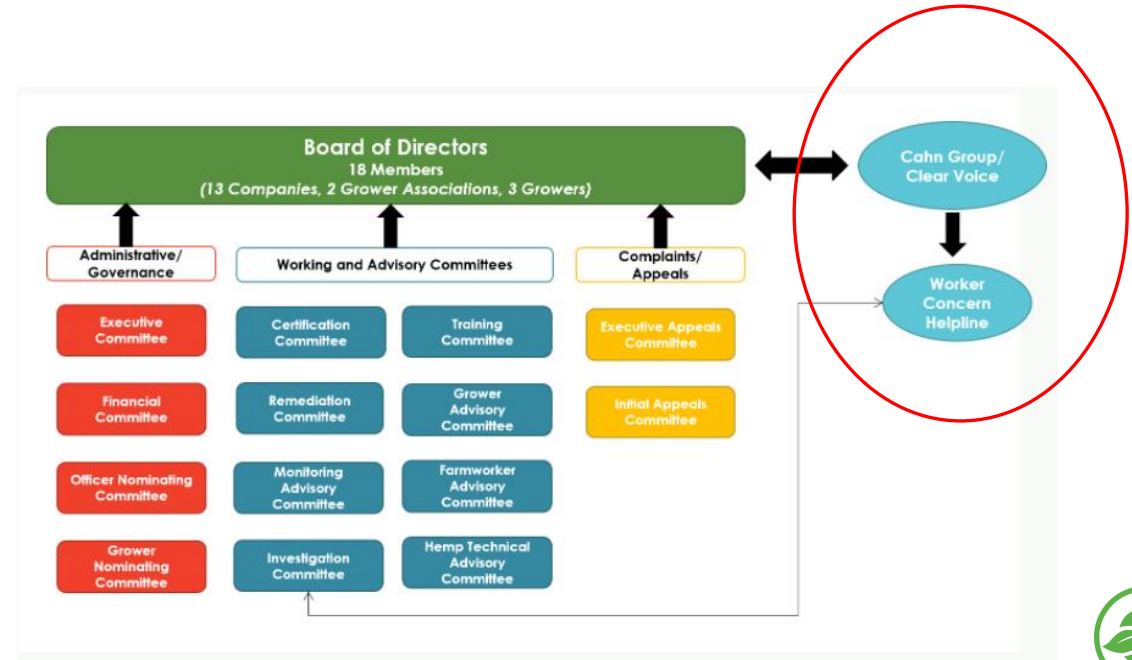 Board of
Directors
18 Members
(13 Companies, 2 Grower Associations, 3 Growers)
Cahn Group/
Clear Voice
Administrative/
Governance
Working and Advisory Committees
Complaints/
Appeals
Worker
Concern
Helpline
Executive
Committee
Certification
Committee
Training
Committee
Executive Appeals
Committee
Financial
Committee
Remediation
Committee
Grower
Advisory
Committee
Initial Appeals
Committee
Officer Nominating
Committee
Monitoring
Advisory
Committee
Farmworker
Advisory
Committee
Grower
Nominating
Committee
Investigation
Committee
Hemp Technical
Advisory
Committee